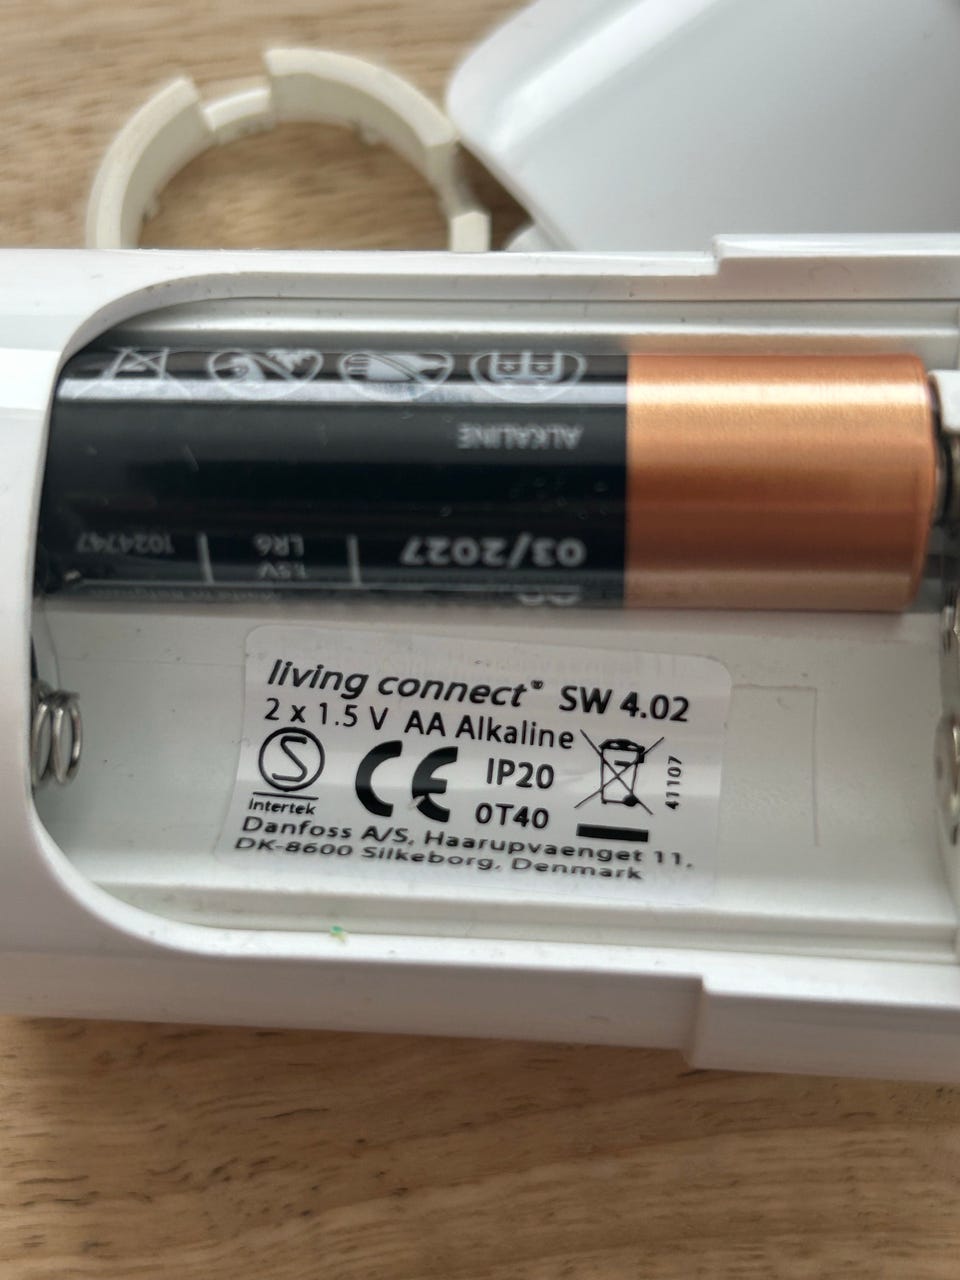 ALKALINE
03/2027
LR6
1024747
1.5V
living connect® SW 4.02
2 x 1.5 V AA Alkaline
S
Intertek
CE
IP20
0T40
41107
Danfoss A/S, Haarupvaenget 11.
DK-8600 Silkeborg, Denmark